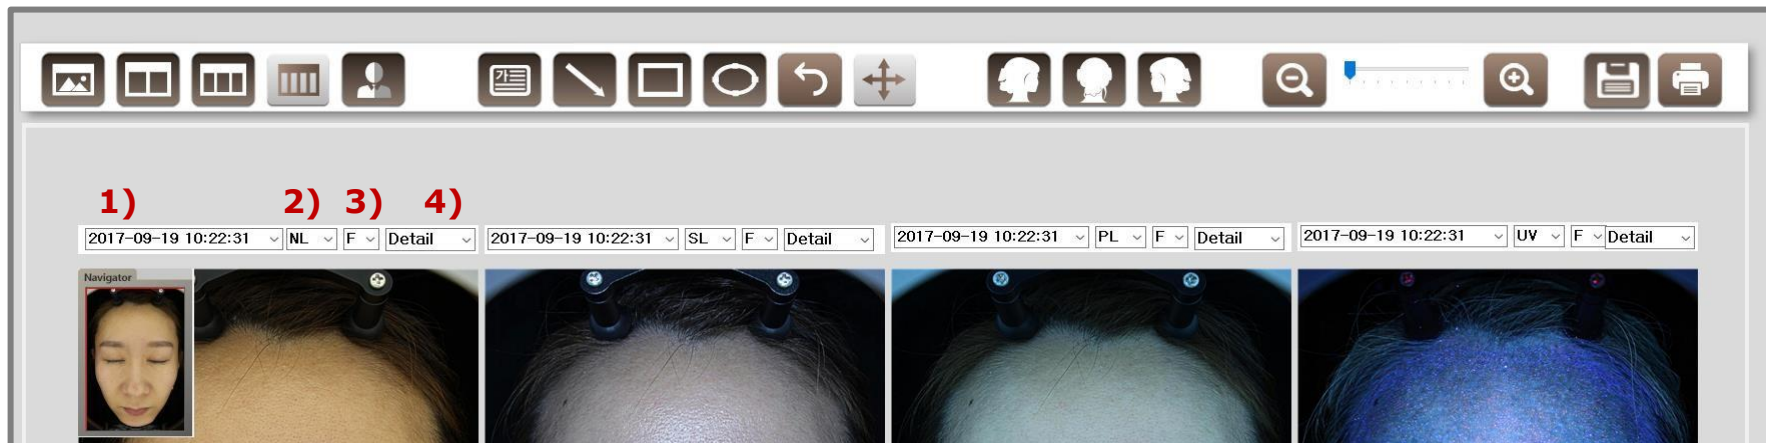 가
1) 2) 3) 4)
2017-09-19 10:22:31 NL F Detail 2017-09-19 10:22:31 SL F Detail 2017-09-19 10:22:31 PL F Detail 2017-09-19 10:22:31 UV F Detail
Navigator